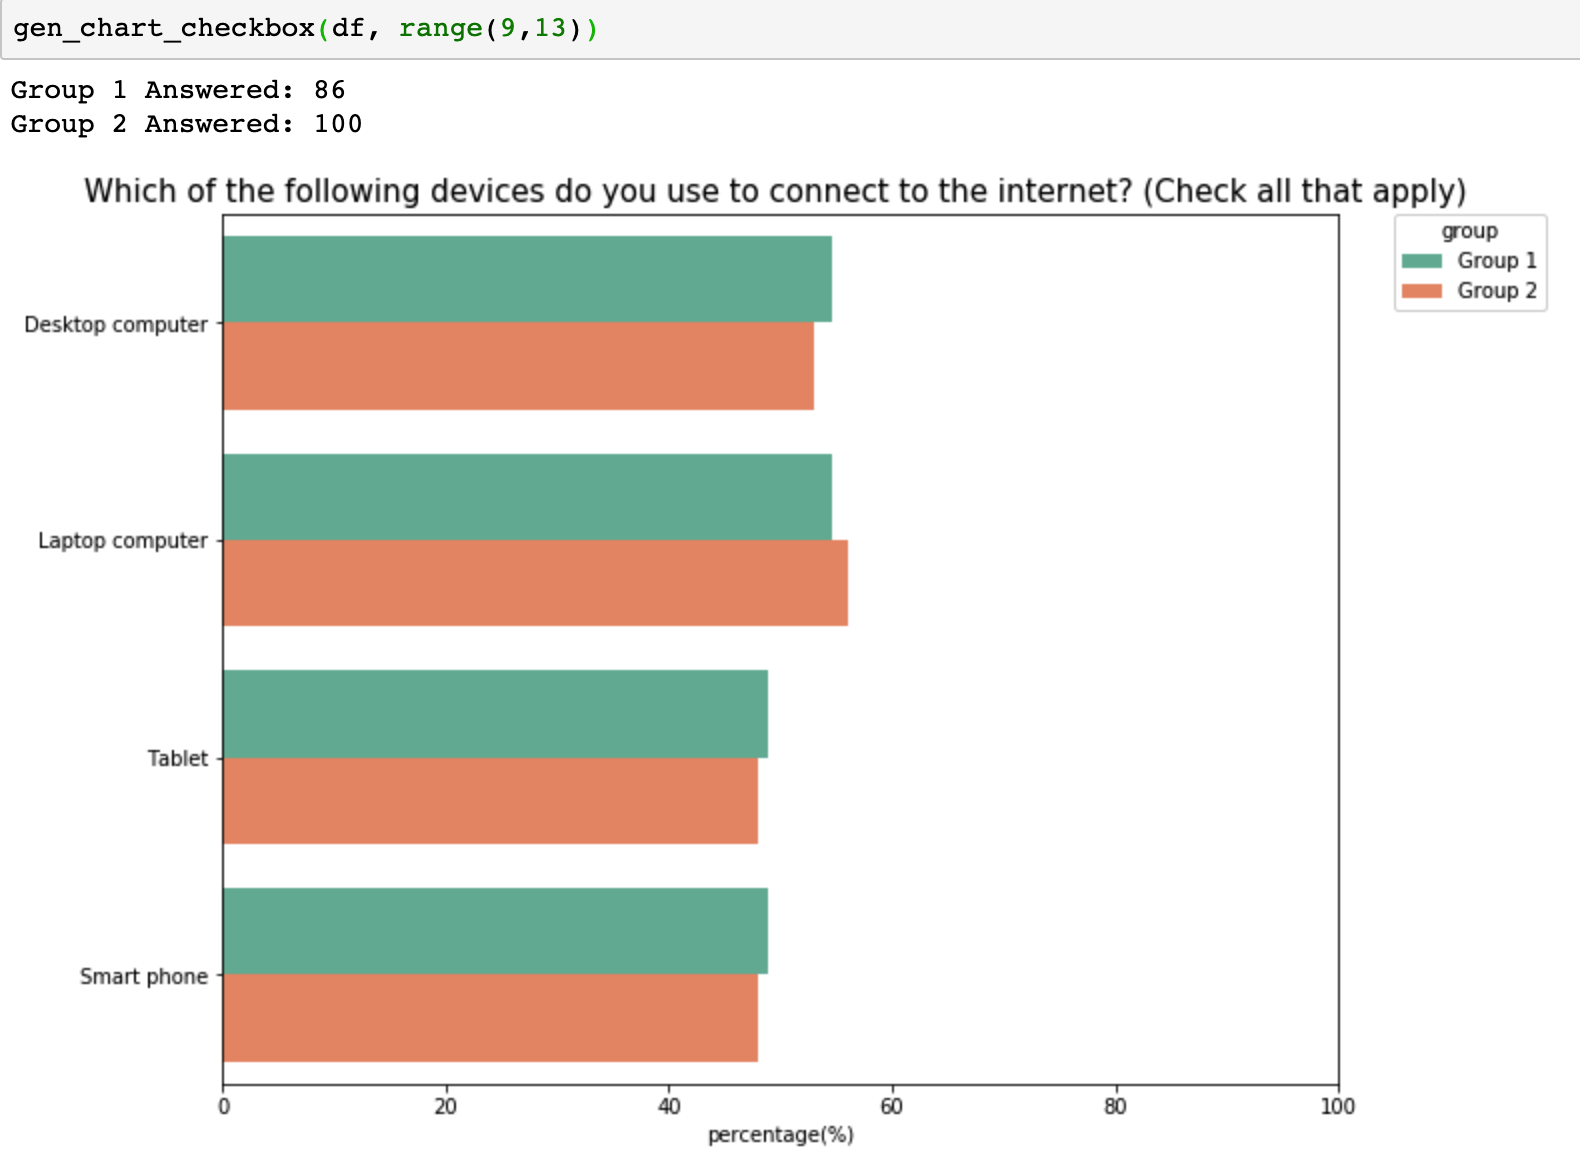 gen_chart_checkbox(df, range(9,13))
Group 1 Answered: 86
Group 2 Answered: 100
Which of the following devices do you use to connect to the internet? (Check all that apply)
group
Group 1
Group 2
Desktop computer
Laptop computer
Tablet
Smart phone
0 20 40 60 80 100
percentage(%)